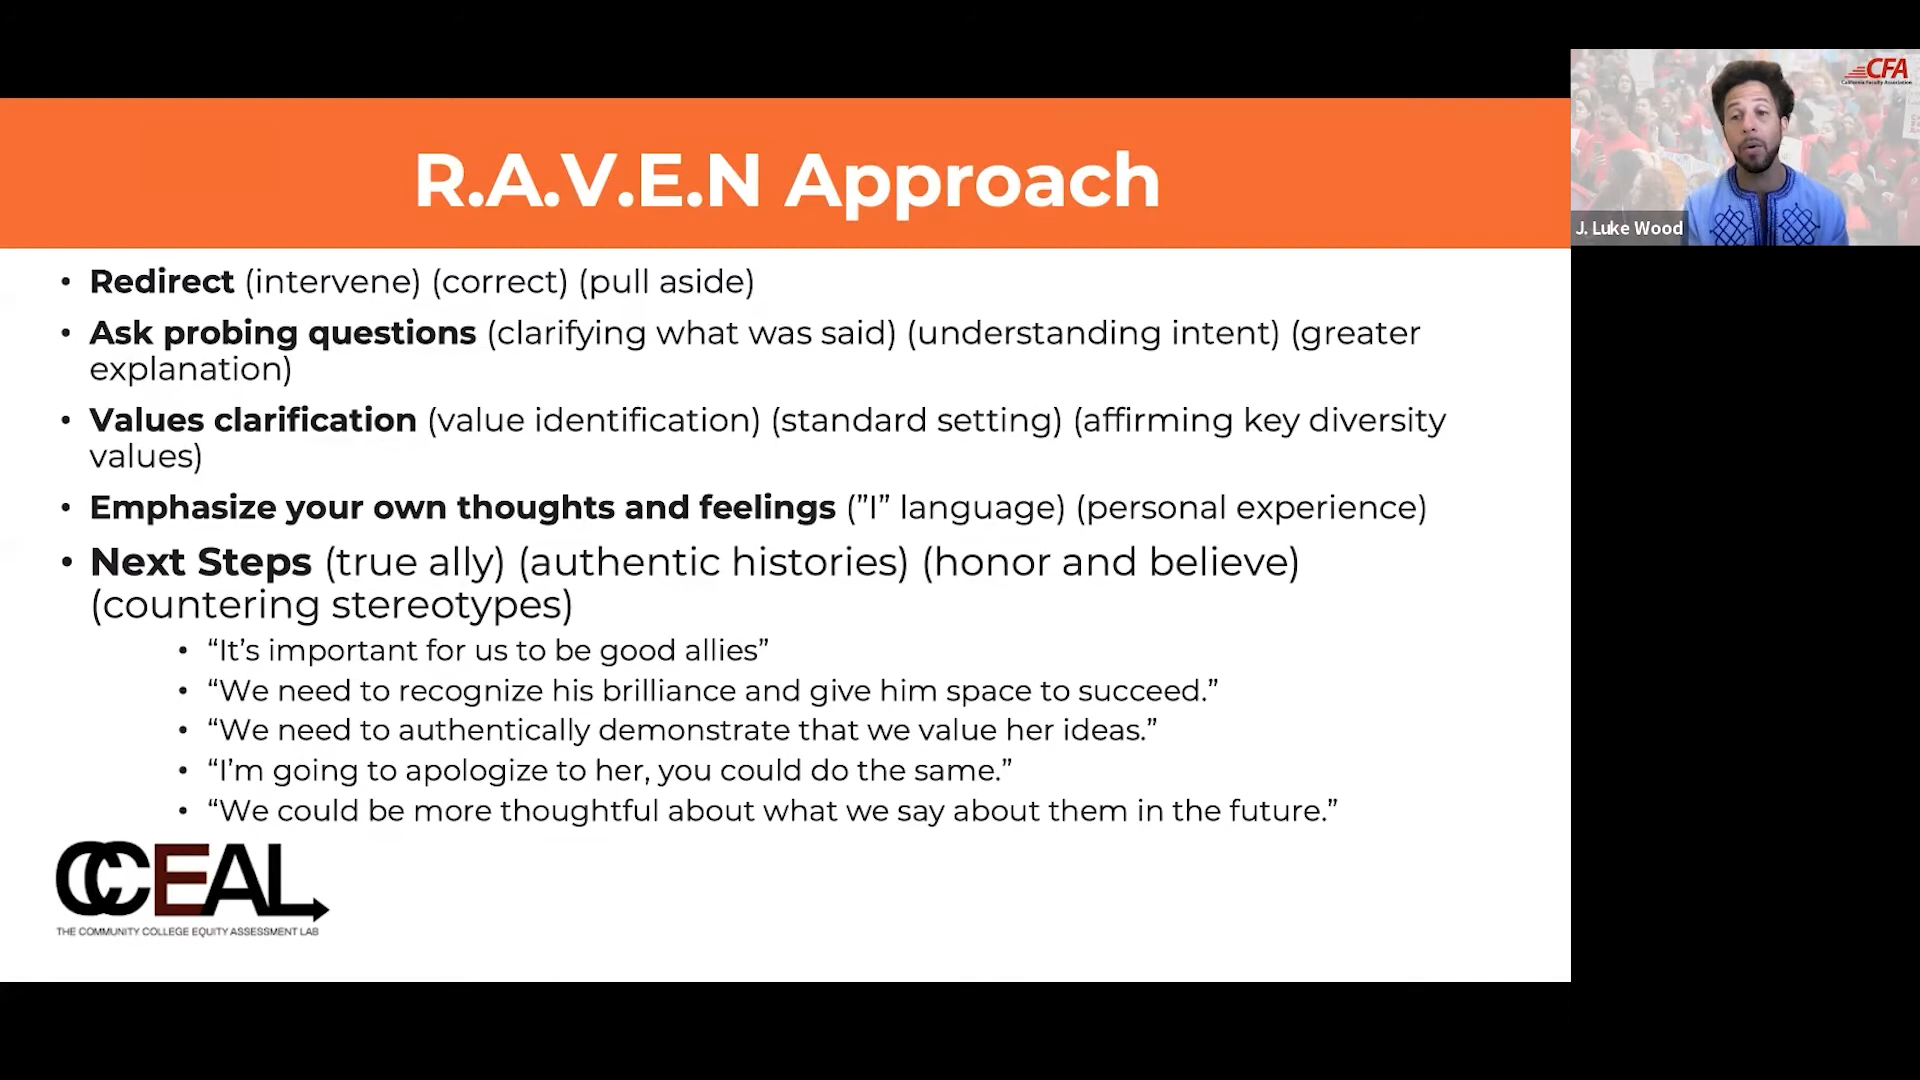 R.A.V.E.N Approach
• Redirect (intervene) (correct) (pull aside)
• Ask probing questions (clarifying what was said) (understanding intent) (greater
explanation)
• Values clarification (value identification) (standard setting) (affirming key diversity
values)
• Emphasize your own thoughts and feelings (”I” language) (personal experience)
• Next Steps (true ally) (authentic histories) (honor and believe)
(countering stereotypes)
• “It’s important for us to be good allies”
• “We need to recognize his brilliance and give him space to succeed.”
• “We need to authentically demonstrate that we value her ideas.”
• “I’m going to apologize to her, you could do the same.”
• “We could be more thoughtful about what we say about them in the future.”
CCEAL
THE COMMUNITY COLLEGE EQUITY ASSESSMENT LAB
CFA
California Faculty Association
J. Luke Wood